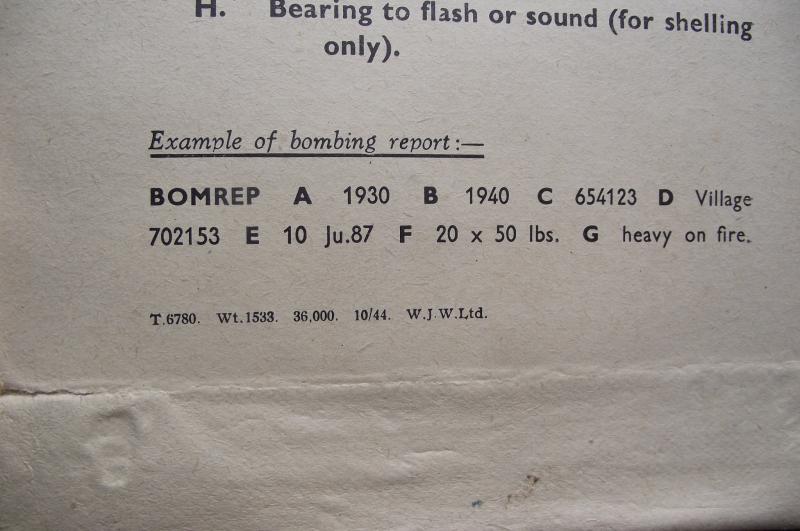 H. Bearing to flash or sound (for shelling
only).
Example of bombing report:—
BOMREP A 1930 B 1940 C 654123 D Village
702153 E 10 Ju.87 F 20 x 50 lbs. G heavy on fire.
T.6780. Wt.1533. 36,000. 10/44. W.J.W.Ltd.